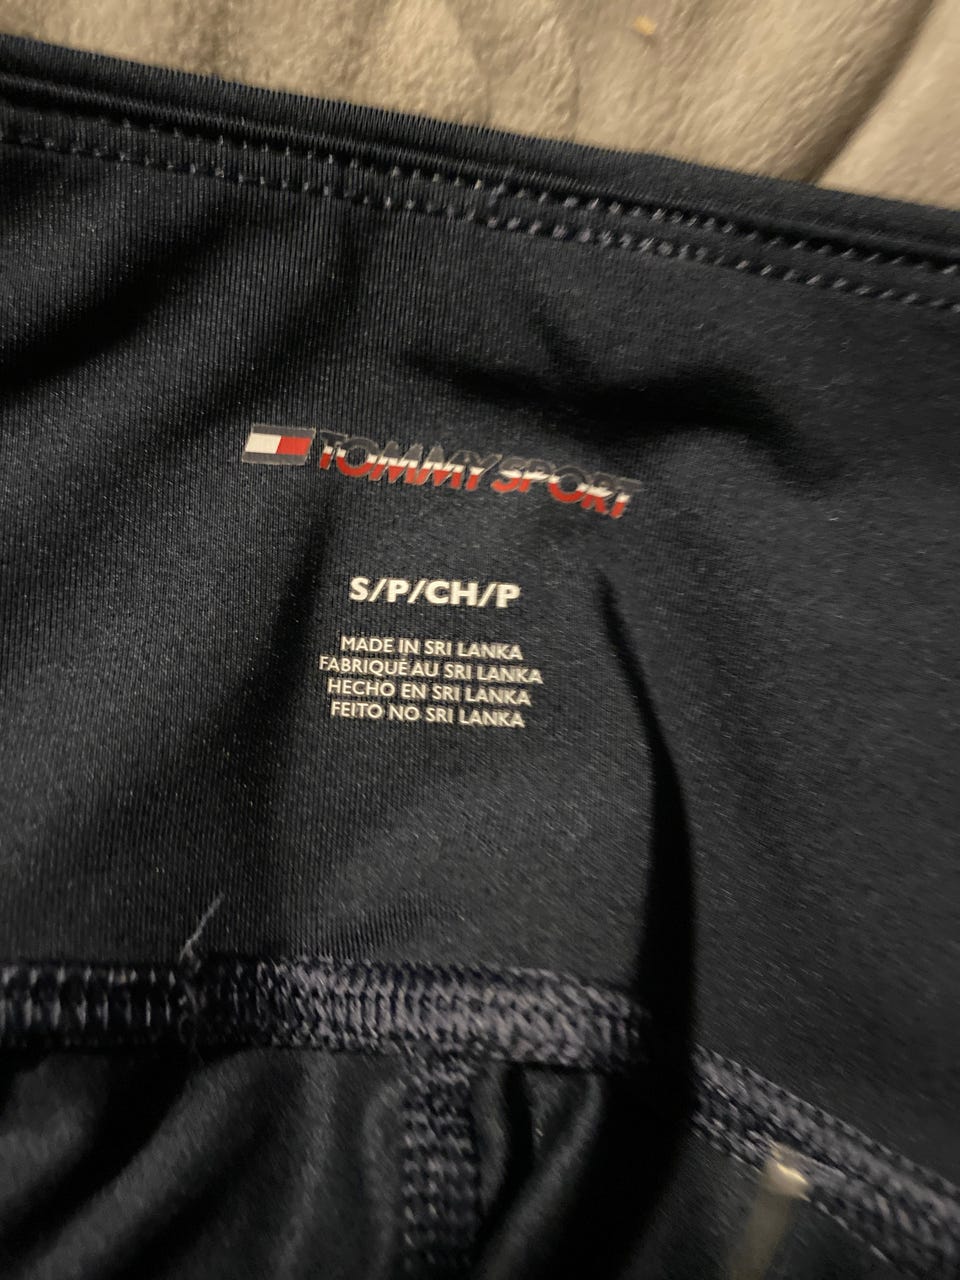 TOMMY SPORT
S/P/CH/P
MADE IN SRI LANKA
FABRIQUÉ AU SRI LANKA
HECHO EN SRI LANKA
FEITO NO SRI LANKA